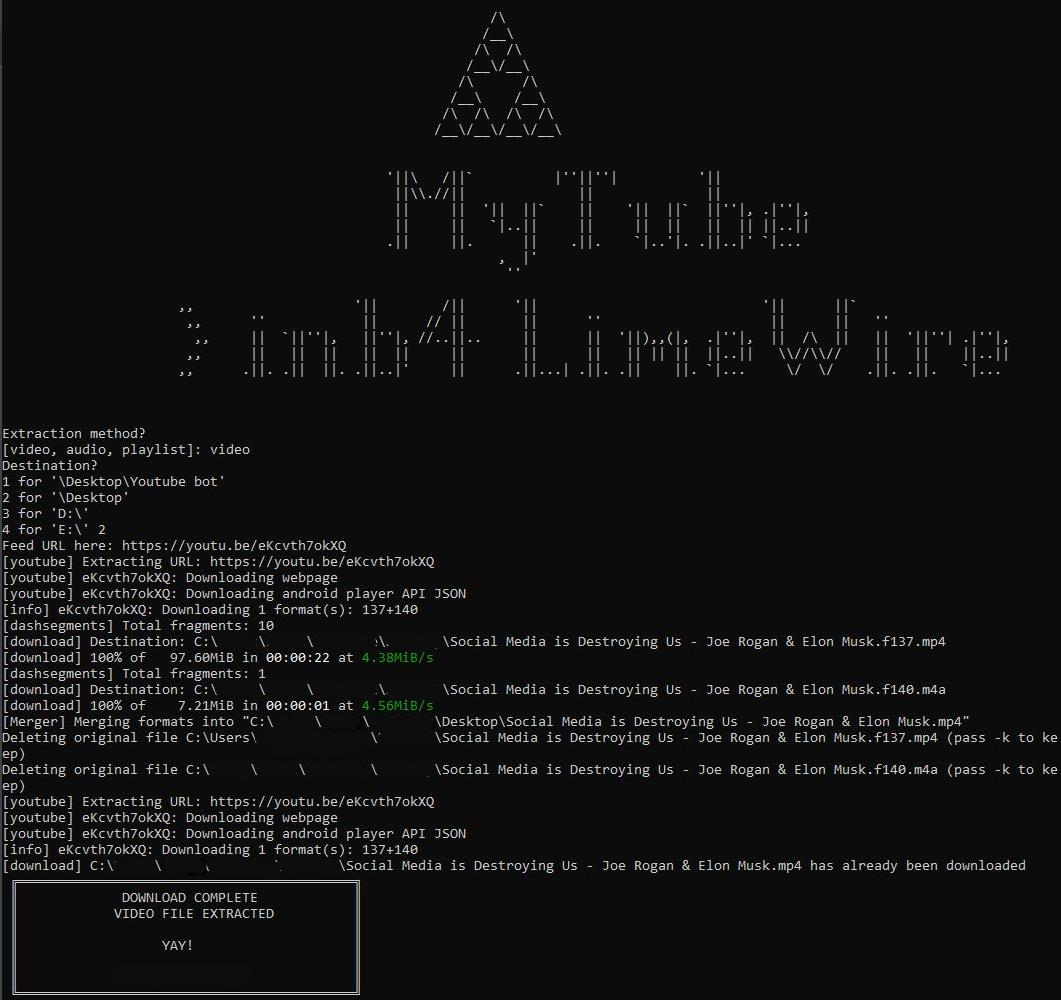 MyTube
Extraction method?
[video, audio, playlist]: video
Destination?
1 for '\Desktop\Youtube bot'
2 for '\Desktop'
3 for 'D:\'
4 for 'E:\' 2
Feed URL here: https://youtu.be/eKcvth7okXQ
[youtube] Extracting URL: https://youtu.be/eKcvth7okXQ
[youtube] eKcvth7okXQ: Downloading webpage
[youtube] eKcvth7okXQ: Downloading android player API JSON
[info] eKcvth7okXQ: Downloading 1 format(s): 137+140
[dashsegments] Total fragments: 10
[download] Destination: C:\ \ \ \ \Social Media is Destroying Us - Joe Rogan & Elon Musk.f137.mp4
[download] 100% of 97.60MiB in 00:00:22 at 4.38MiB/s
[dashsegments] Total fragments: 1
[download] Destination: C:\ \ \ \ \Social Media is Destroying Us - Joe Rogan & Elon Musk.f140.m4a
[download] 100% of 7.21MiB in 00:00:01 at 4.56MiB/s
[Merger] Merging formats into "C:\ \ \ \Desktop\Social Media is Destroying Us - Joe Rogan & Elon Musk.mp4"
Deleting original file C:\Users\ \ \Social Media is Destroying Us - Joe Rogan & Elon Musk.f137.mp4 (pass -k to ke
ep)
Deleting original file C:\ \ \ \ \Social Media is Destroying Us - Joe Rogan & Elon Musk.f140.m4a (pass -k to ke
ep)
[youtube] Extracting URL: https://youtu.be/eKcvth7okXQ
[youtube] eKcvth7okXQ: Downloading webpage
[youtube] eKcvth7okXQ: Downloading android player API JSON
[info] eKcvth7okXQ: Downloading 1 format(s): 137+140
[download] C:\ \ \ \Social Media is Destroying Us - Joe Rogan & Elon Musk.mp4 has already been downloaded
DOWNLOAD COMPLETE
VIDEO FILE EXTRACTED
YAY!